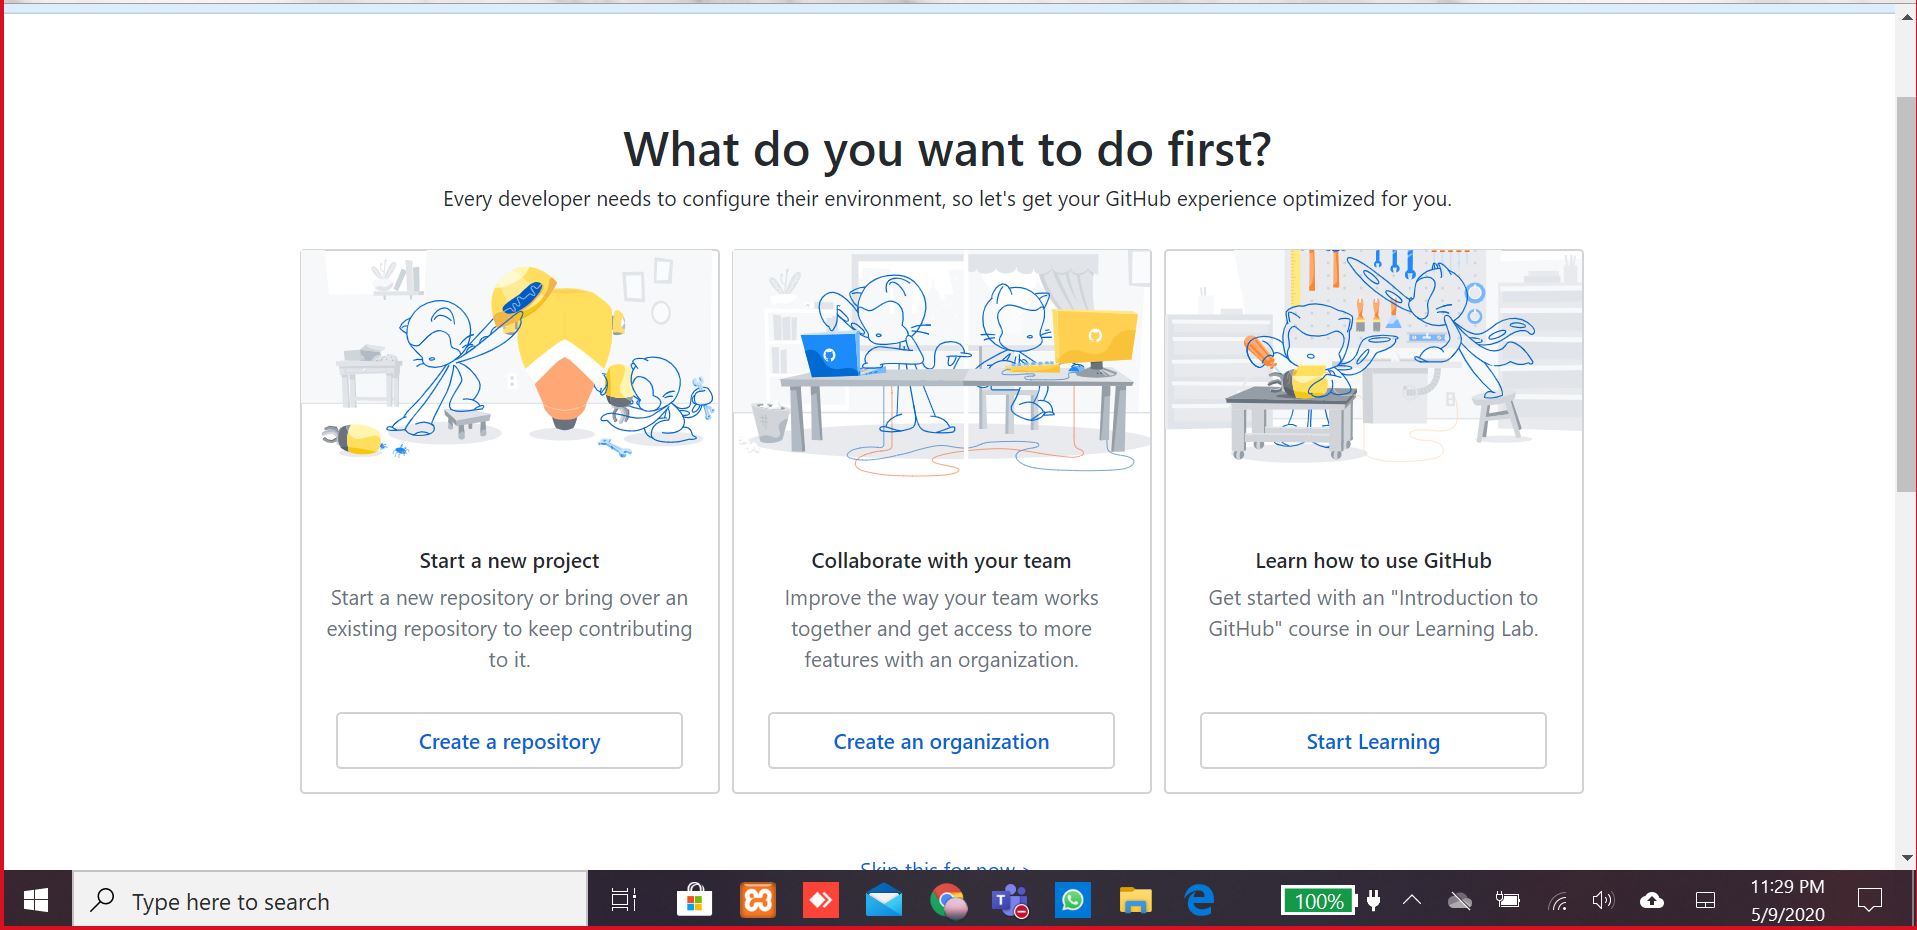 What do you want to do first?
Every developer needs to configure their environment, so let's get your GitHub experience optimized for you.
Start a new project
Start a new repository or bring over an
existing repository to keep contributing
to it.
Create a repository
Collaborate with your team
Improve the way your team works
together and get access to more
features with an organization.
Create an organization
Learn how to use GitHub
Get started with an "Introduction to
GitHub" course in our Learning Lab.
Start Learning
Skip this for now >
Type here to search
100%
11:29 PM
5/9/2020